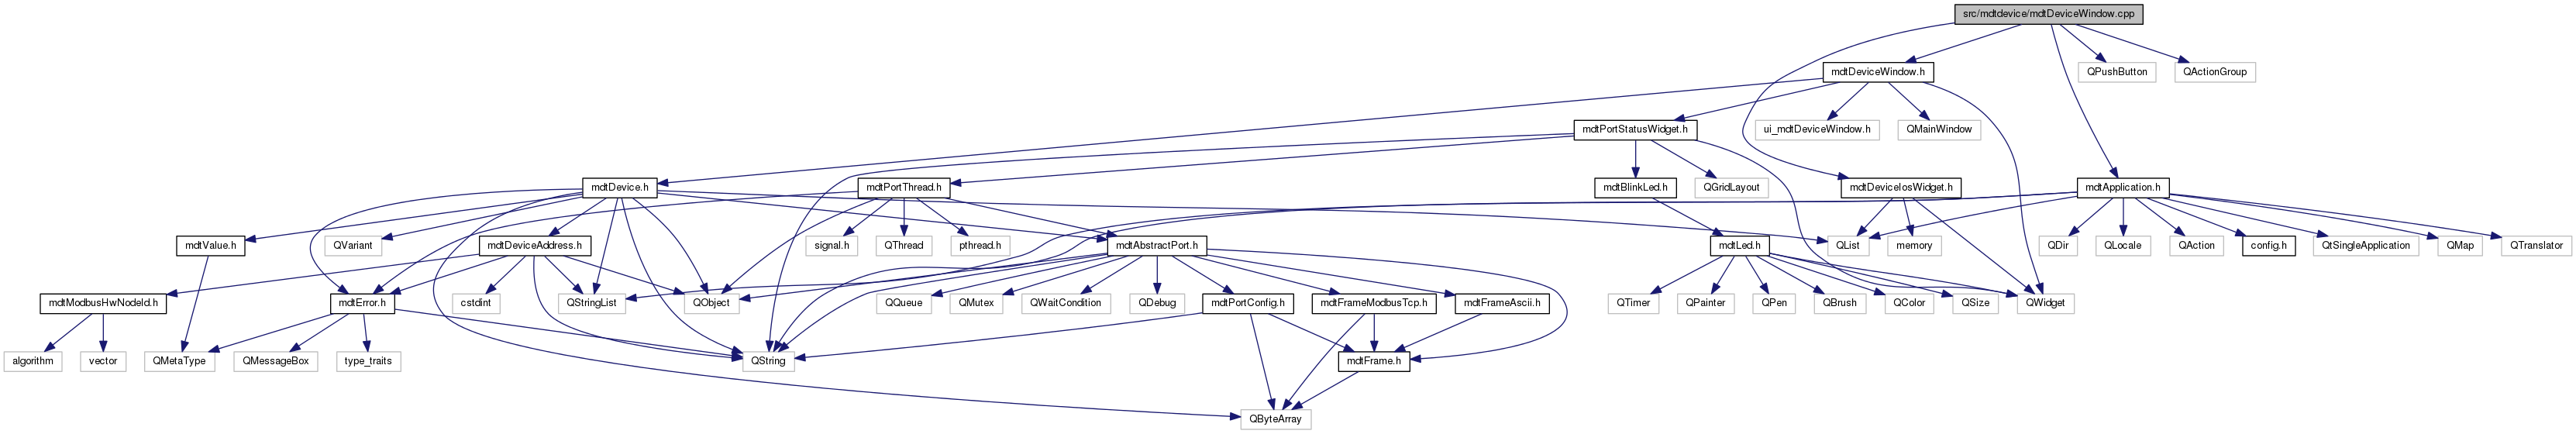 src/mdtdevice/mdtDeviceWindow.cpp
mdtDeviceWindow.h
QPushButton
QActionGroup
mdtPortStatusWidget.h
ui_mdtDeviceWindow.h
QMainWindow
mdtDevice.h
mdtPortThread.h
mdtBlinkLed.h
QGridLayout
mdtDeviceIosWidget.h
mdtApplication.h
mdtValue.h
QVariant
mdtDeviceAddress.h
signal.h
QThread
pthread.h
mdtAbstractPort.h
mdtLed.h
QList
memory
QDir
QLocale
QAction
config.h
QtSingleApplication
QMap
QTranslator
mdtModbusHwNodeId.h
mdtError.h
cstdint
QStringList
QObject
QQueue
QMutex
QWaitCondition
QDebug
mdtPortConfig.h
mdtFrameModbusTcp.h
mdtFrameAscii.h
QTimer
QPainter
QPen
QBrush
QColor
QSize
QWidget
algorithm
vector
QMetaType
QMessageBox
type_traits
QString
mdtFrame.h
QByteArray